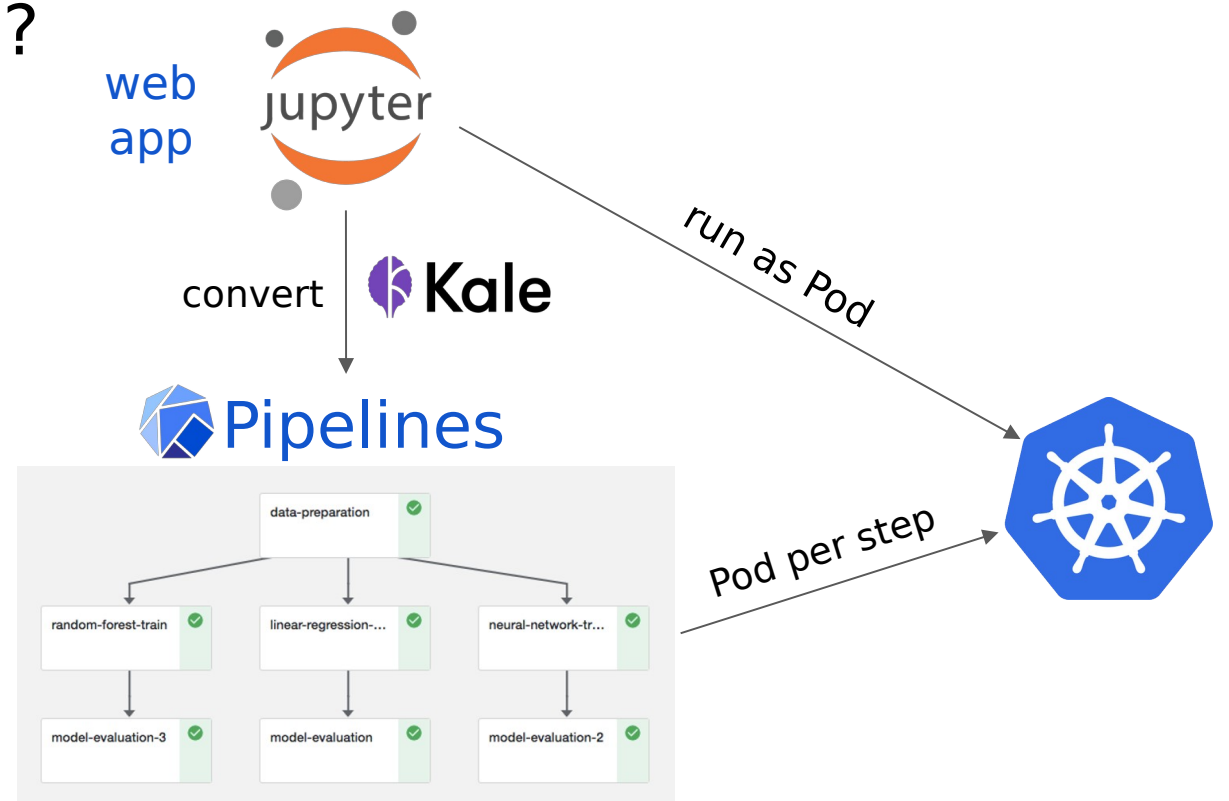 ?
web
app
jupyter
run as Pod
convert
Kale
Pipelines
data-preparation
Pod per step
random-forest-train
linear-regression-...
neural-network-tr...
model-evaluation-3
model-evaluation
model-evaluation-2